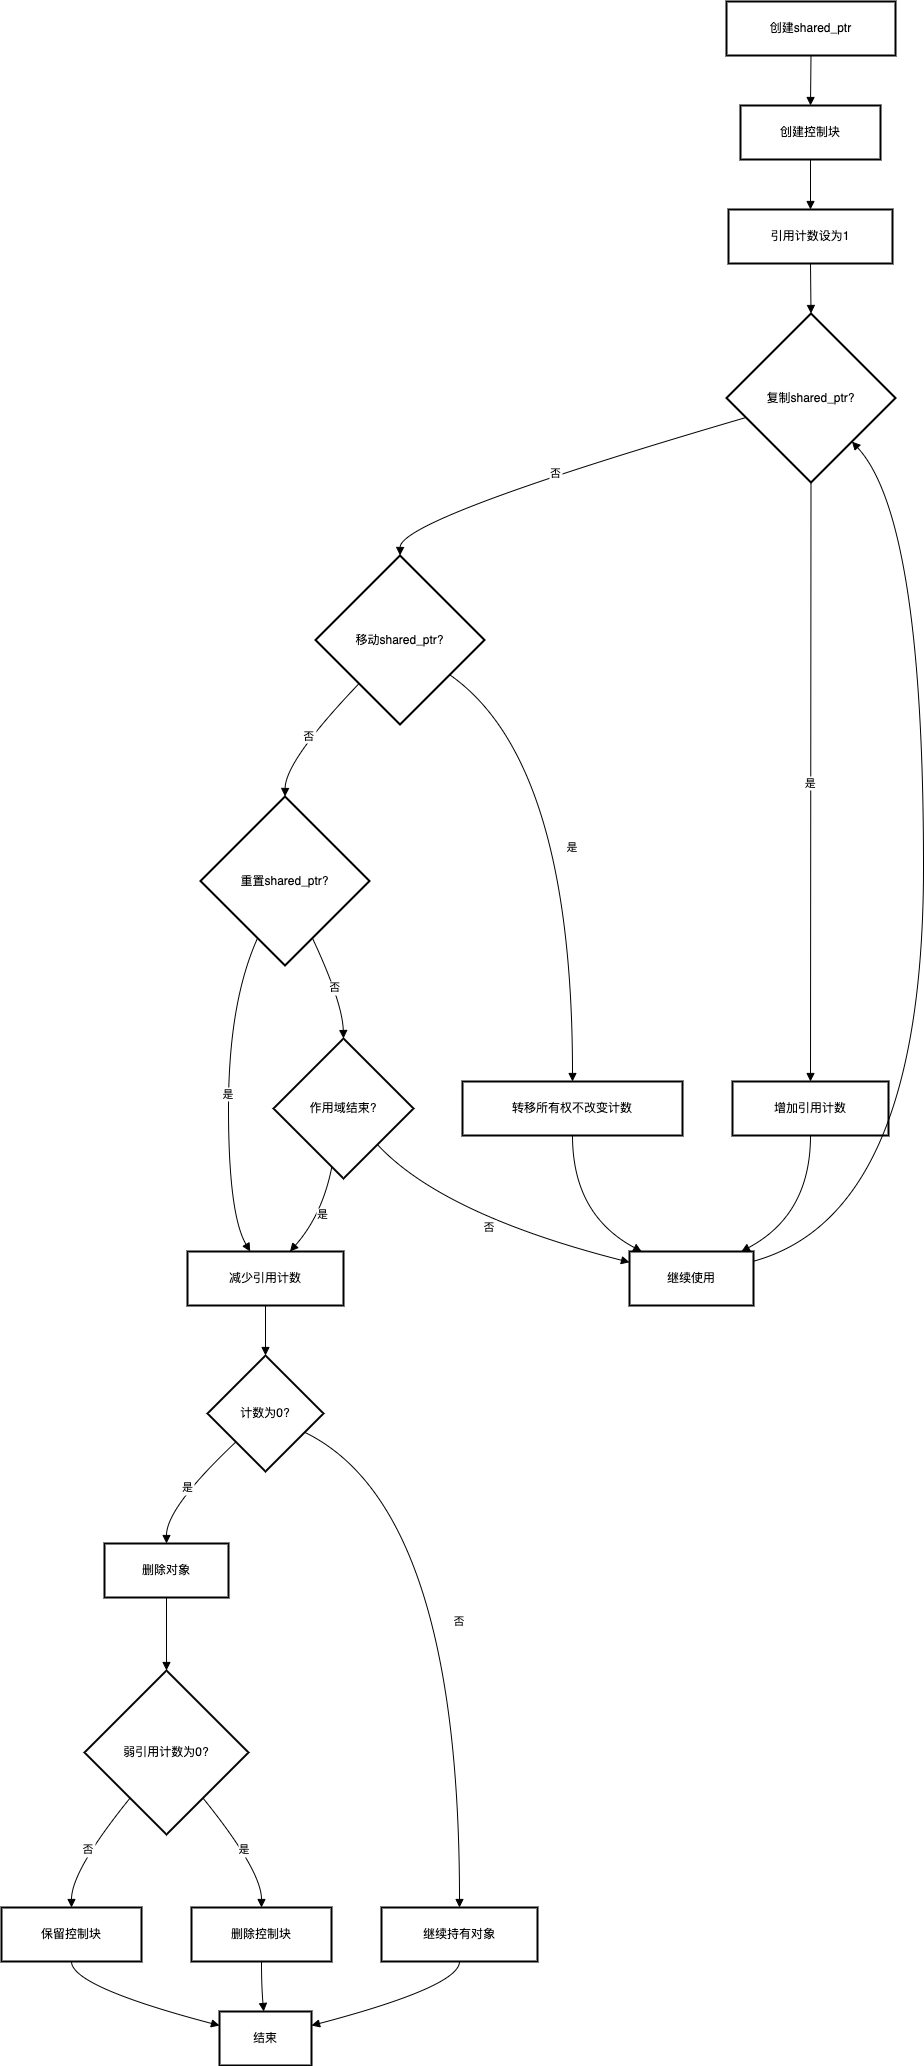 创建shared_ptr
创建控制块
引用计数设为1
复制shared_ptr?
否
移动shared_ptr?
否
是
是
重置shared_ptr?
否
是
作用域结束?
转移所有权不改变计数
增加引用计数
是
否
减少引用计数
继续使用
计数为0?
是
删除对象
否
弱引用计数为0?
否
是
保留控制块
删除控制块
继续持有对象
结束